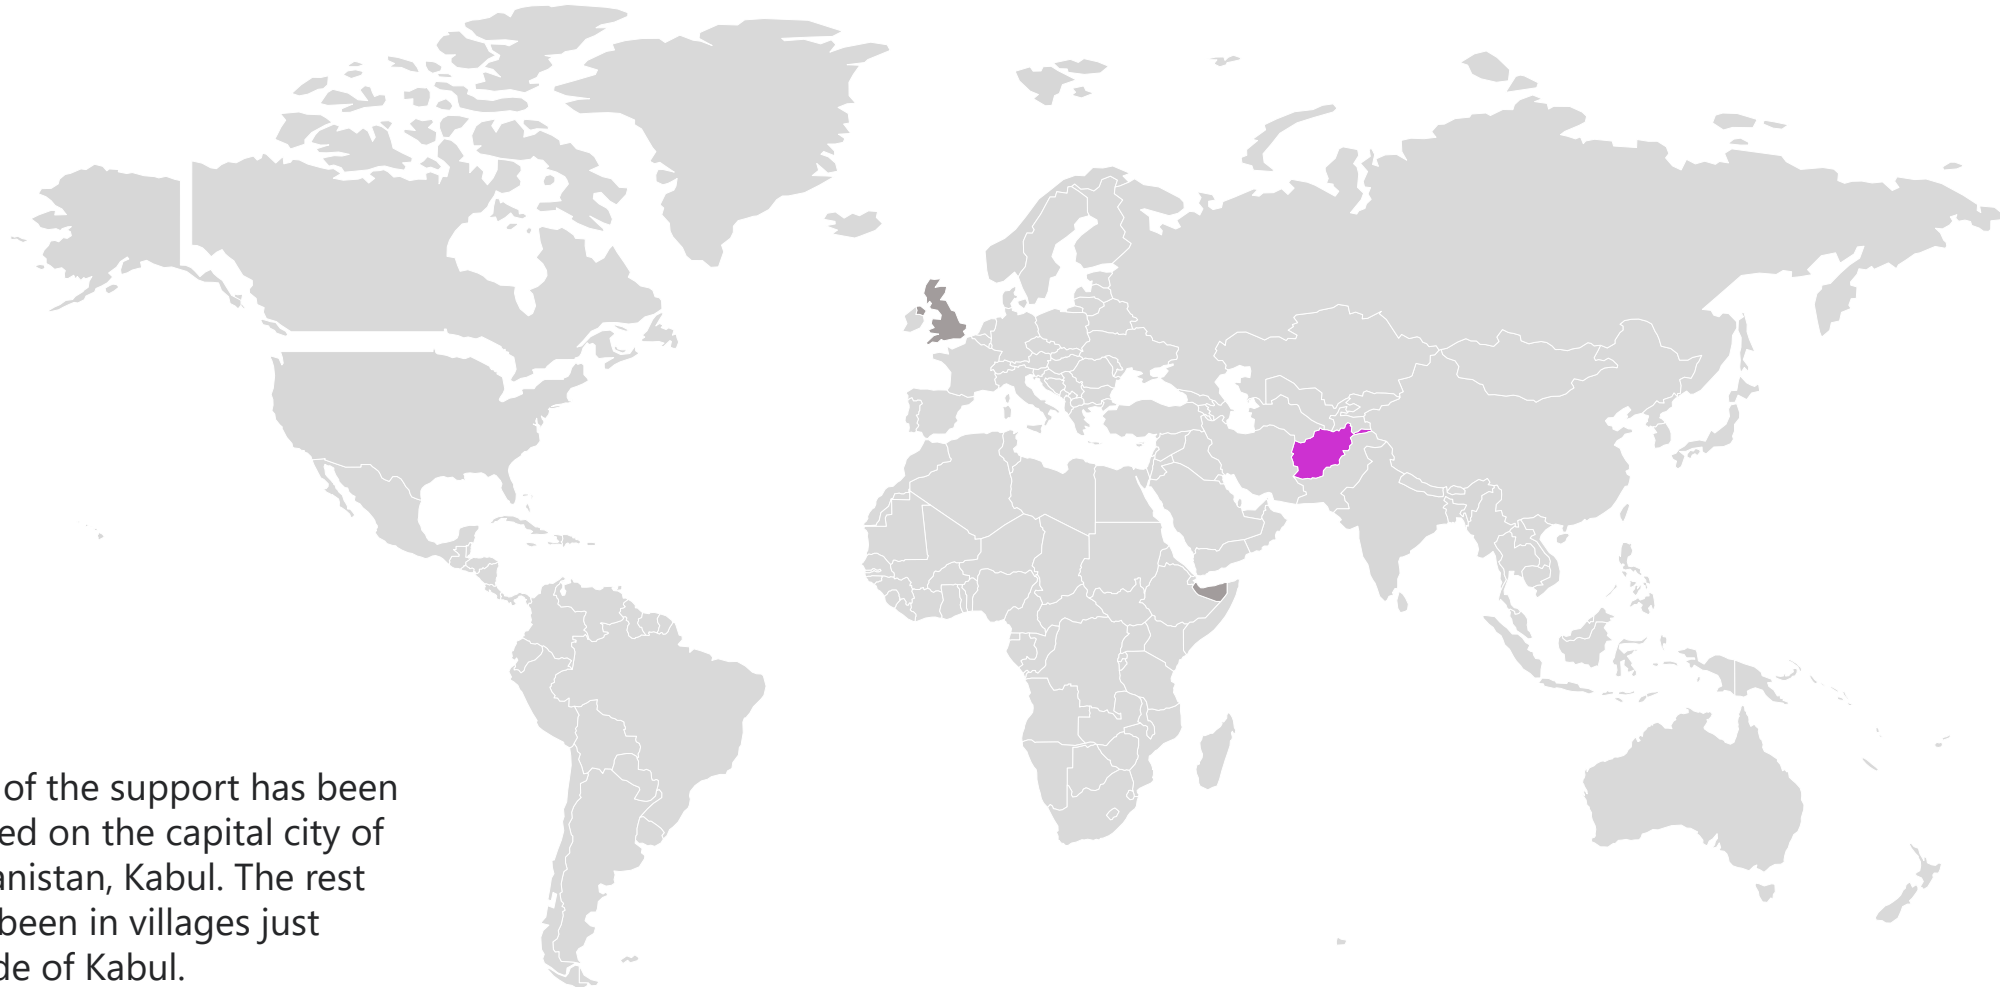 of the support has been
ed on the capital city of
anistan, Kabul. The rest
been in villages just
de of Kabul.